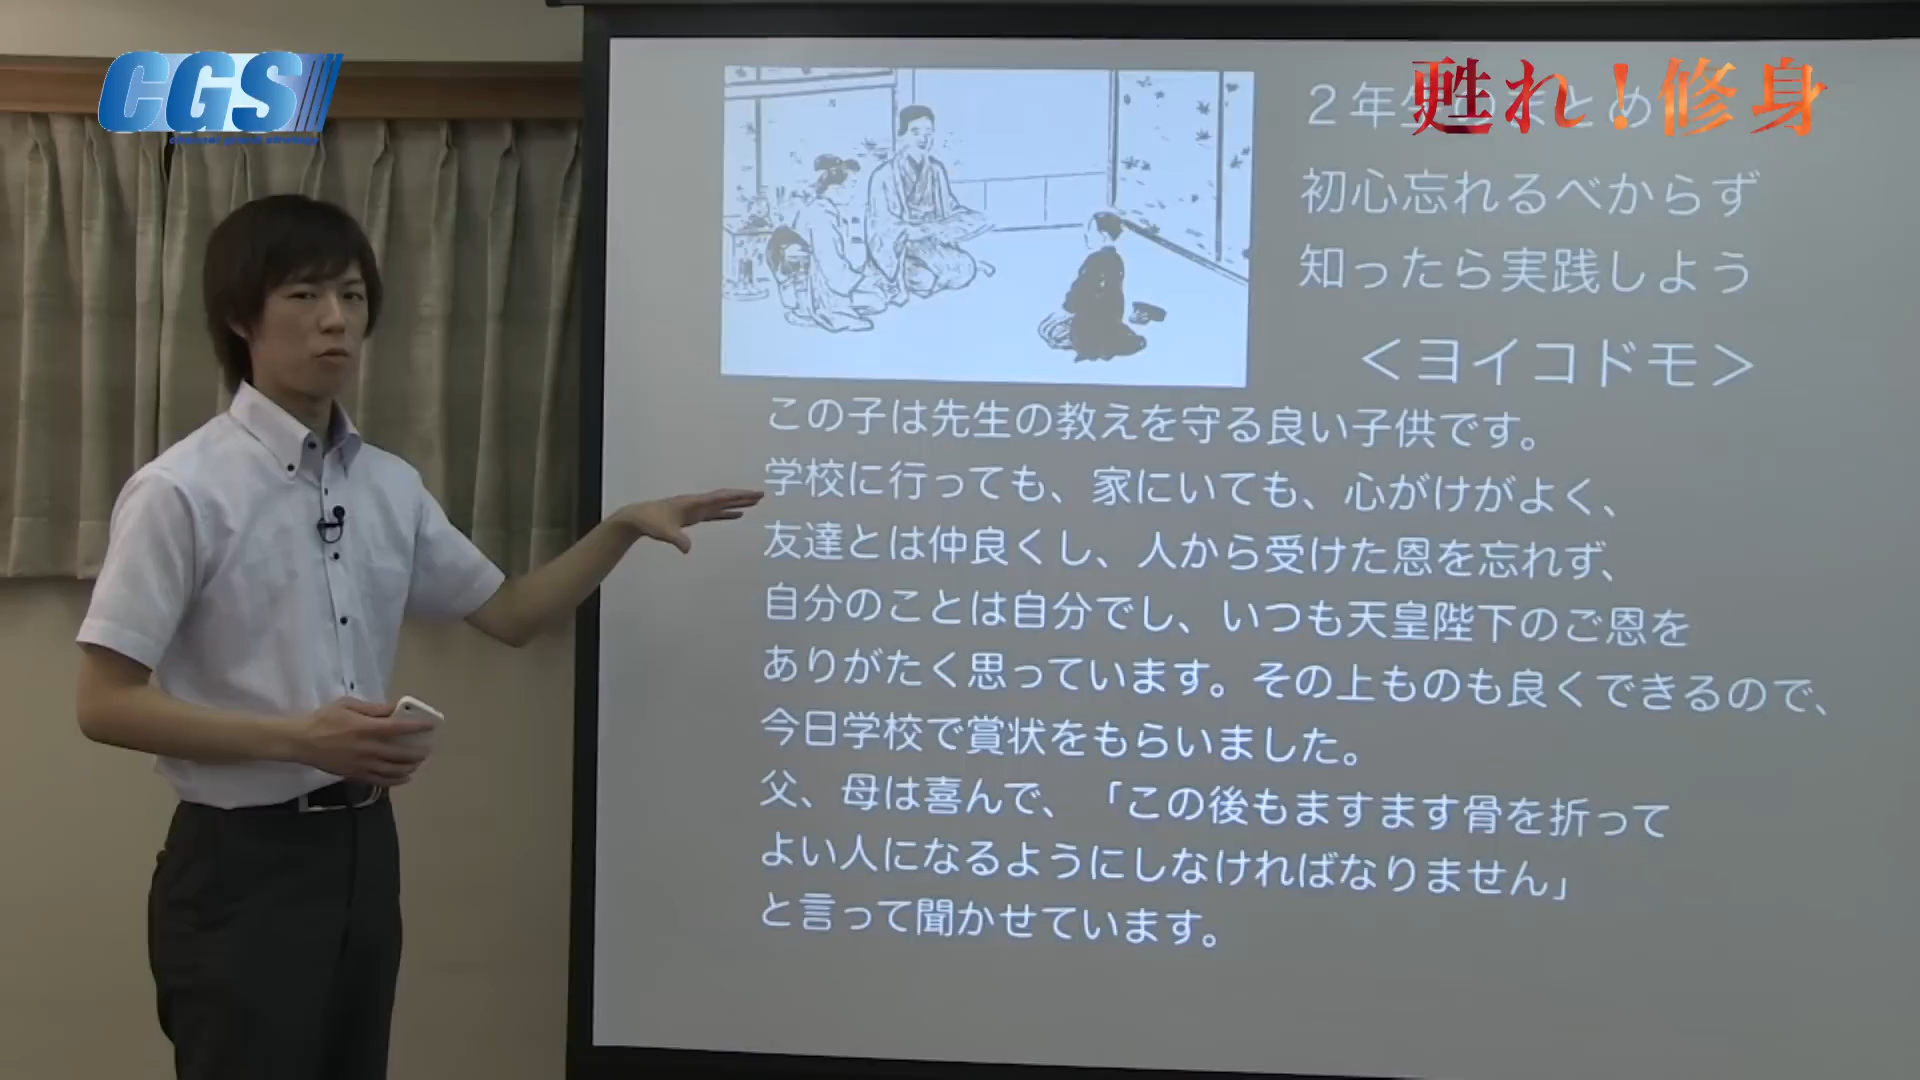 CGS
甦れ！修身
２年生のまとめ
初心忘れるべからず
知ったら実践しよう
＜ヨイコドモ＞
この子は先生の教えを守る良い子供です。
学校に行っても、家にいても、心がけがよく、
友達とは仲良くし、人から受けた恩を忘れず、
自分のことは自分でし、いつも天皇陛下のご恩を
ありがたく思っています。その上ものも良くできるので、
今日学校で賞状をもらいました。
父、母は喜んで、「この後もますます骨を折って
よい人になるようにしなければなりません」
と言って聞かせています。